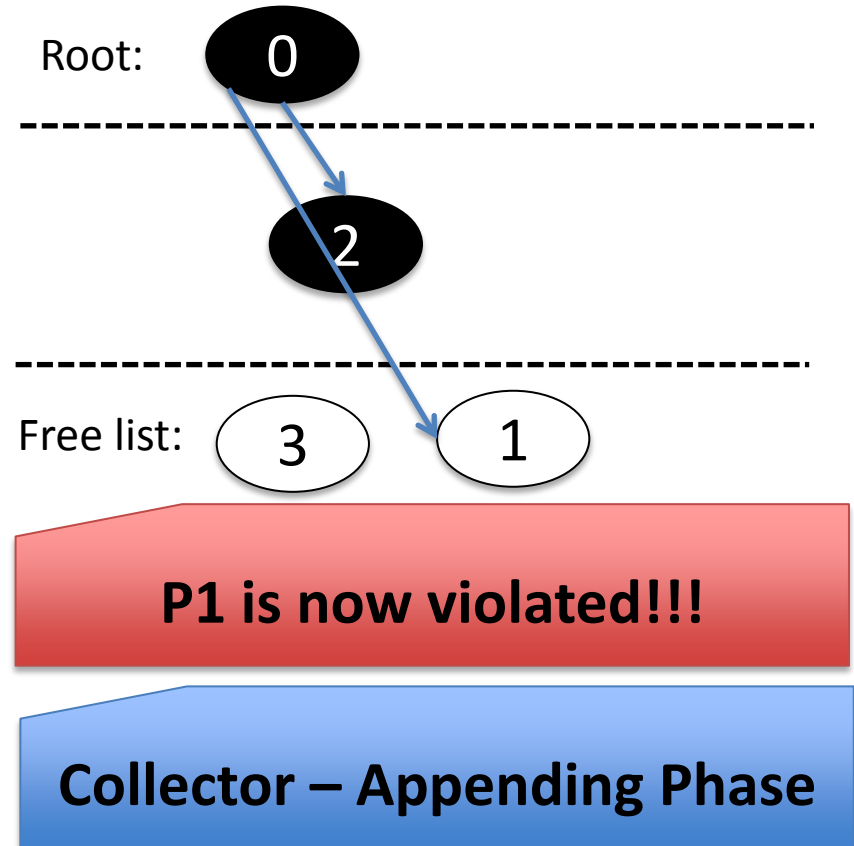 Root: 0
2
Free list: 3 1
P1 is now violated!!!
Collector – Appending Phase